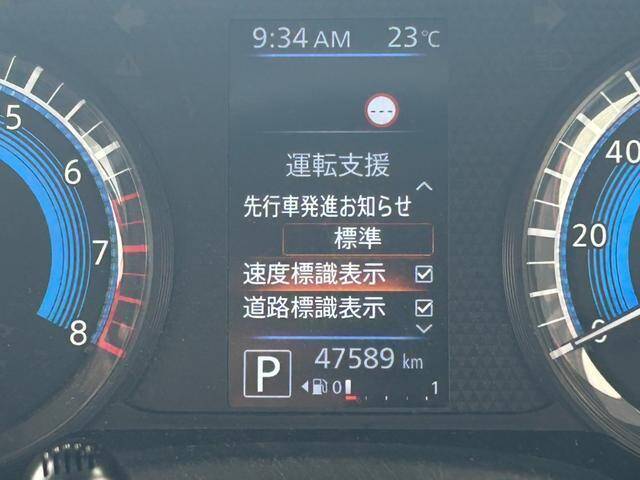 9:34 AM 23℃
---
運転支援
先行車発進お知らせ
標準
速度標識表示
道路標識表示
P
47589 km
0 1
5
6
7
8
40
20
0